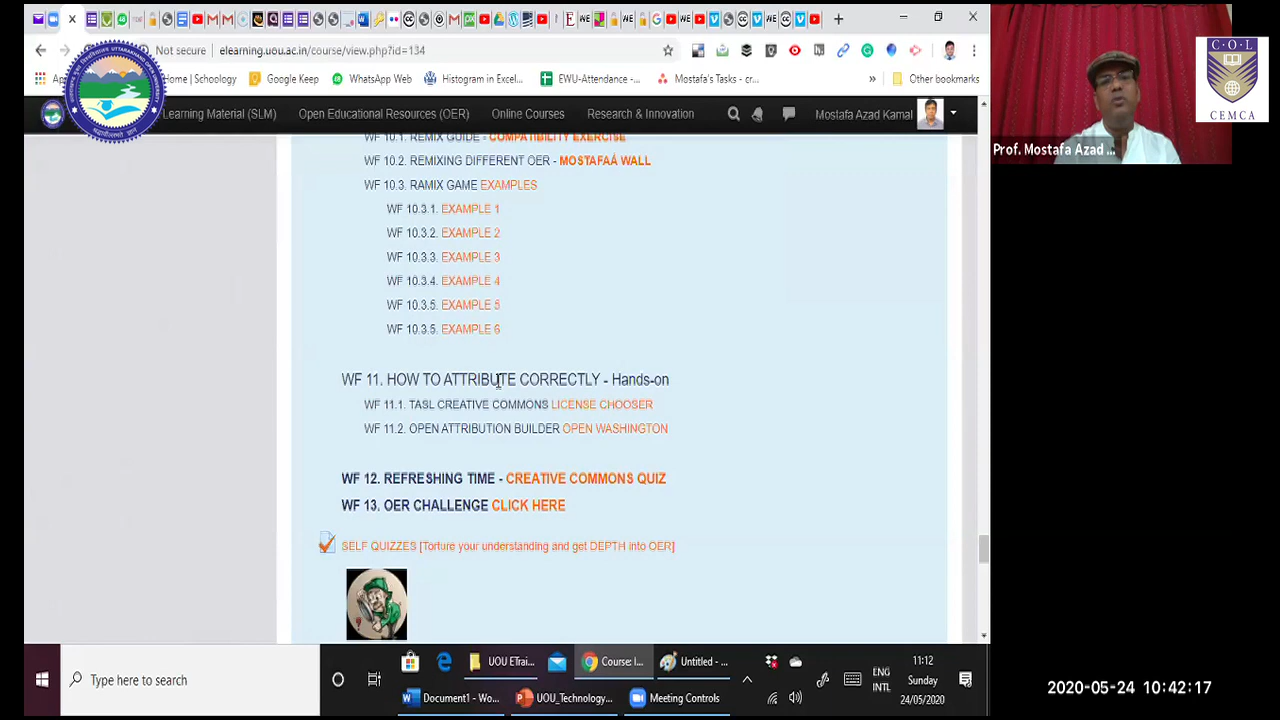 Not secure
elearning.uou.ac.in/course/view.php?id=134
Home | Schoology
Google Keep
WhatsApp Web
Histogram in Excel...
EWU-Attendance -...
Mostafa's Tasks - cr...
»
Other bookmarks
Learning Material (SLM)
Open Educational Resources (OER)
Online Courses
Research & Innovation
Mostafa Azad Kamal
C.O.L
CEMCA
Prof. Mostafa Azad ...
WF 10.1. REMIX GUIDE - COMPATIBILITY EXERCISE
WF 10.2. REMIXING DIFFERENT OER - MOSTAFAÁ WALL
WF 10.3. RAMIX GAME EXAMPLES
WF 10.3.1. EXAMPLE 1
WF 10.3.2. EXAMPLE 2
WF 10.3.3. EXAMPLE 3
WF 10.3.4. EXAMPLE 4
WF 10.3.5. EXAMPLE 5
WF 10.3.5. EXAMPLE 6
WF 11. HOW TO ATTRIBUTE CORRECTLY - Hands-on
WF 11.1. TASL CREATIVE COMMONS LICENSE CHOOSER
WF 11.2. OPEN ATTRIBUTION BUILDER OPEN WASHINGTON
WF 12. REFRESHING TIME - CREATIVE COMMONS QUIZ
WF 13. OER CHALLENGE CLICK HERE
SELF QUIZZES [Torture your understanding and get DEPTH into OER]
Type here to search
UOU ETrai...
Course: I...
Untitled - ...
Document1 - Wo...
UOU_Technology...
Meeting Controls
ENG
INTL
11:12
Sunday
24/05/2020
2020-05-24 10:42:17